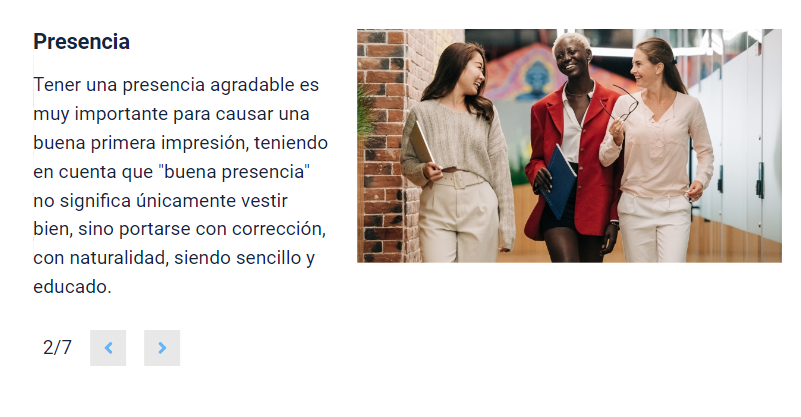 Presencia
Tener una presencia agradable es
muy importante para causar una
buena primera impresión, teniendo
en cuenta que "buena presencia"
no significa únicamente vestir
bien, sino portarse con corrección,
con naturalidad, siendo sencillo y
educado.
2/7